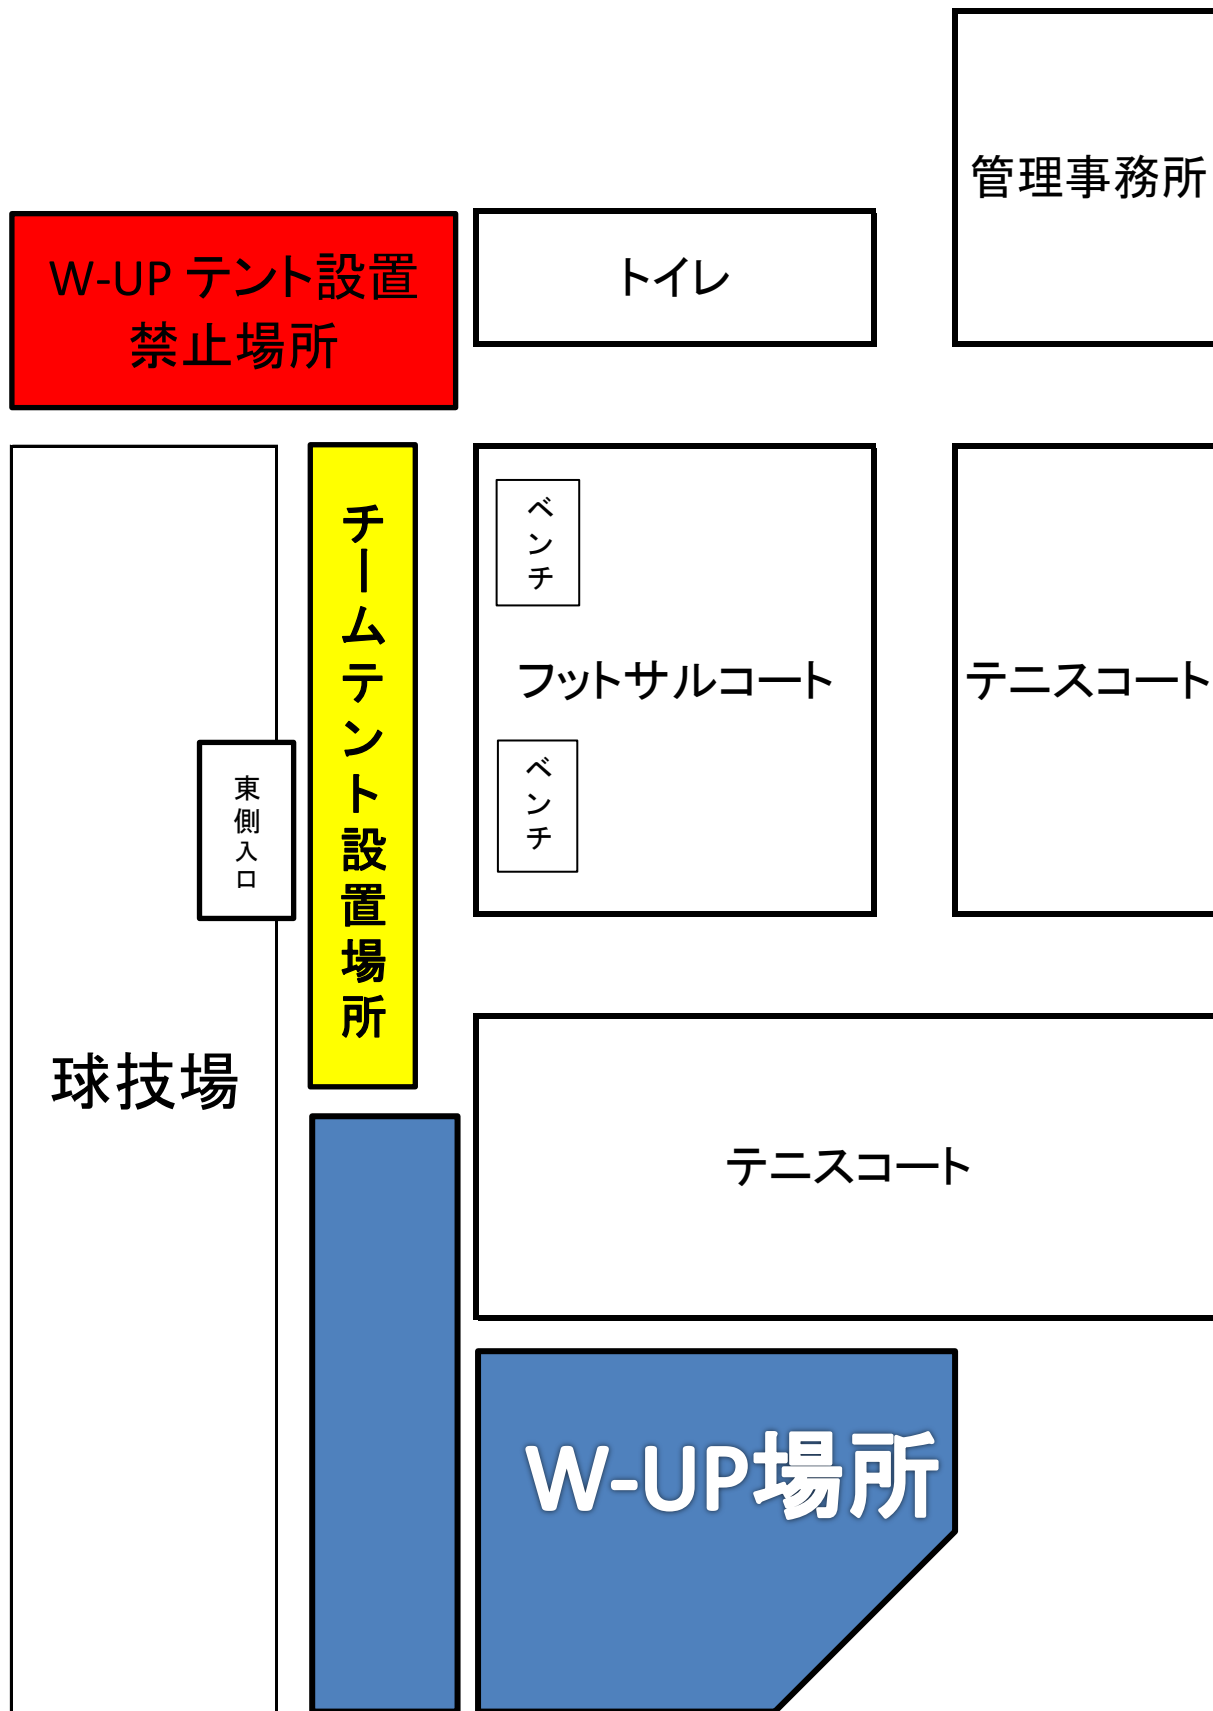 管理事務所
W-UP テント設置
禁止場所
トイレ
チームテント設置場所
ベンチ
フットサルコート
テニスコート
ベンチ
東側入口
球技場
テニスコート
W-UP場所